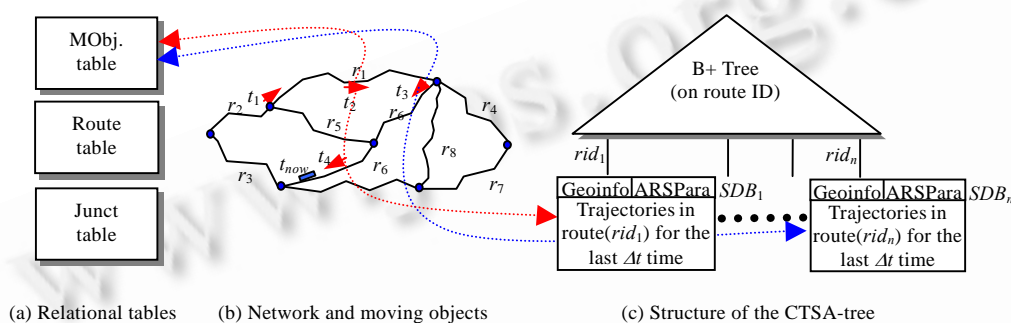 MObj.
table
Route
table
Junct
table
(a) Relational tables
r1
t1
t2
t3
r2
r5
r6
r4
r8
t4
tnow
r6
r3
r7
(b) Network and moving objects
B+ Tree
(on route ID)
rid1
ridn
Geoinfo ARSPara SDB1
Trajectories in
route(rid1) for the
last Δt time
Geoinfo ARSPara SDBn
Trajectories in
route(ridn) for the
last Δt time
(c) Structure of the CTSA-tree